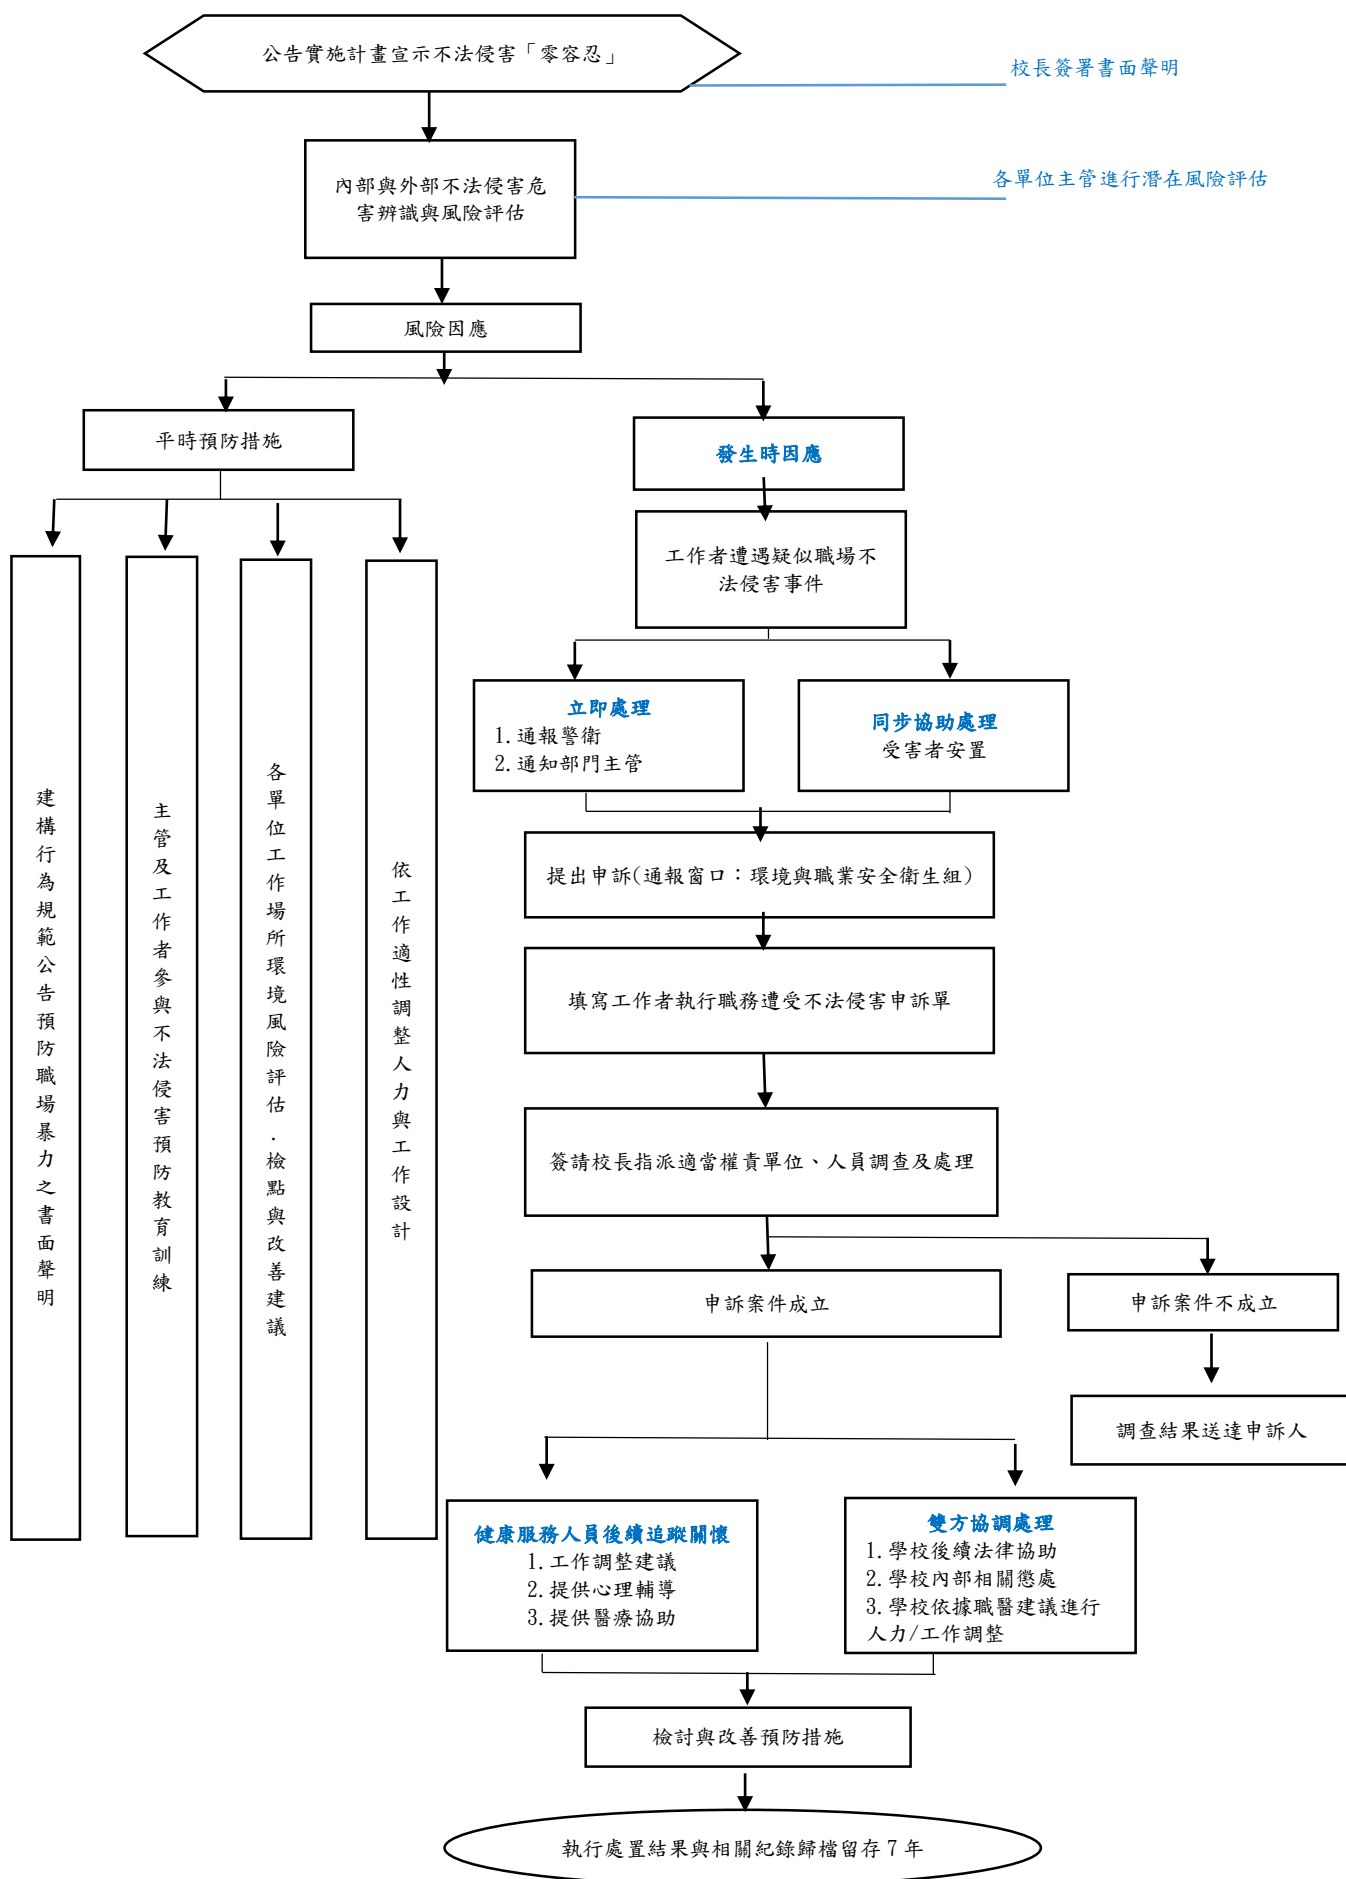 公告實施計畫宣示不法侵害「零容忍」
校長簽署書面聲明
內部與外部不法侵害危
害辨識與風險評估
各單位主管進行潛在風險評估
風險因應
平時預防措施
建構行為規範公告預防職場暴力之書面聲明
主管及工作者參與不法侵害預防教育訓練
各單位工作場所環境風險評估.檢點與改善建議
依工作適性調整人力與工作設計
發生時因應
工作者遭遇疑似職場不
法侵害事件
立即處理
1.通報警衛
2.通知部門主管
同步協助處理
受害者安置
提出申訴(通報窗口：環境與職業安全衛生組)
填寫工作者執行職務遭受不法侵害申訴單
簽請校長指派適當權責單位、人員調查及處理
申訴案件成立
申訴案件不成立
調查結果送達申訴人
健康服務人員後續追蹤關懷
1.工作調整建議
2.提供心理輔導
3.提供醫療協助
雙方協調處理
1.學校後續法律協助
2.學校內部相關懲處
3.學校依據職醫建議進行
人力/工作調整
檢討與改善預防措施
執行處置結果與相關紀錄歸檔留存 7 年